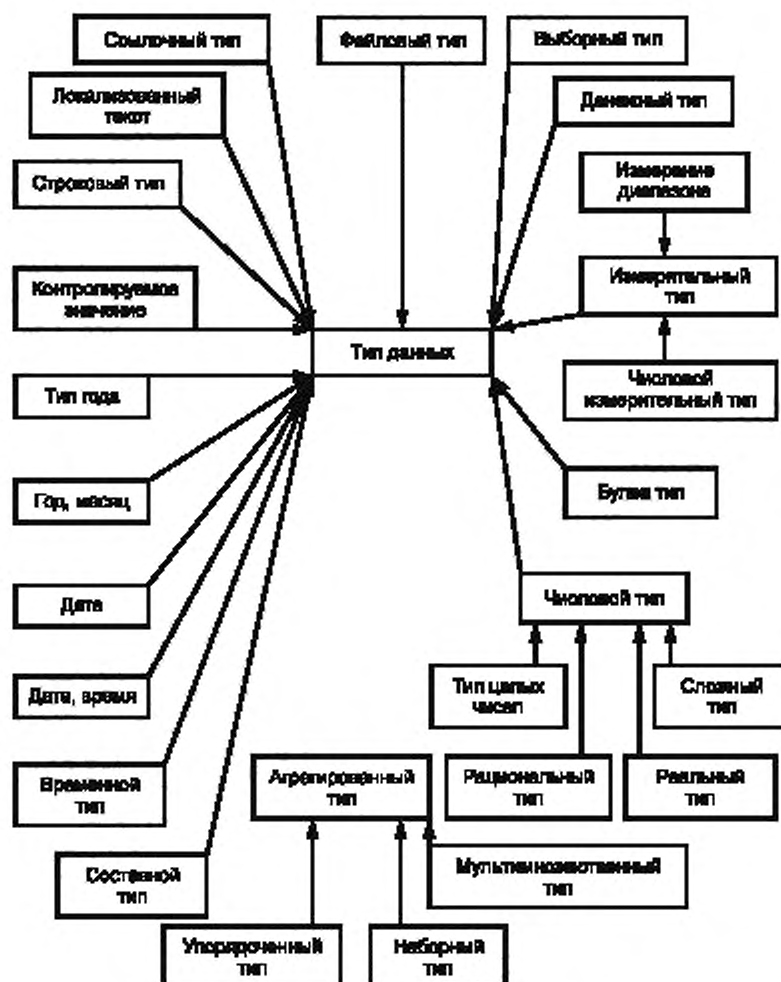 Ссылочный тип
Файловый тип
Выборный тип
Локализованный
текст
Денежный тип
Строковый тип
Измерение
диапазона
Контролируемое
значение
Измерительный
тип
Тип данных
Тип года
Числовой
измерительный тип
Год, месяц
Булев тип
Дата
Числовой тип
Дата, время
Тип целых
чисел
Сложный
тип
Временной
тип
Агрегированный
тип
Рациональный
тип
Реальный
тип
Составной
тип
Мультимножественный
тип
Упорядоченный
тип
Наборный
тип